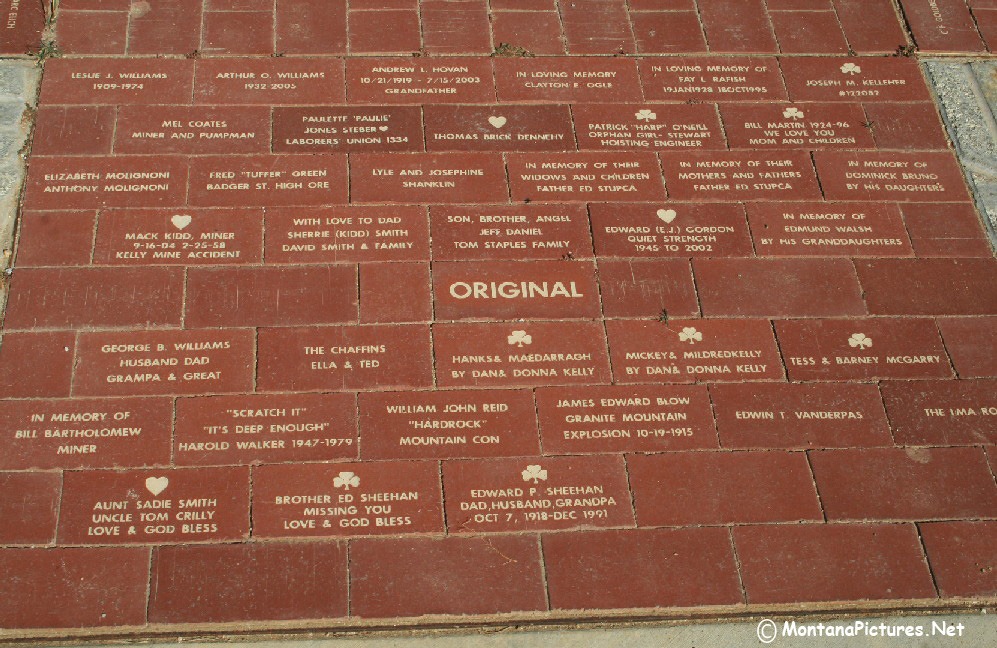 LESLIE J. WILLIAMS
1909-1974
ARTHUR O. WILLIAMS
1932-2005
ANDREW L. HOVAN
10/21/1919 - 7/15/2003
GRANDFATHER
IN LOVING MEMORY
CLAYTON E. OGLE
IN LOVING MEMORY
FAY L. RAFISH
19JAN1928 18OCT1995
JOSEPH M. KELLEHER
MEL COATES
MINER AND PUMPMAN
PAULETTE 'PAULIE'
JONES STEBER
LABORERS UNION 1334
THOMAS BRICK DENNEHY
PATRICK "HARP" O'NEILL
ORPHAN GIRL- STEWART
HOISTING ENGINEER
BILL MARTIN 1924-96
WE LOVE YOU
MOM AND CHILDREN
ELIZABETH MOLIGNONI
ANTHONY MOLIGNONI
FRED "TUFFER" GREEN
BADGER ST. HIGH ORE
LYLE AND JOSEPHINE
SHANKLIN
IN MEMORY OF THEIR
WIDOWS AND CHILDREN
FATHER ED STUPCA
IN MEMORY OF THEIR
MOTHERS AND FATHERS
FATHER ED STUPCA
IN MEMORY OF
DOMINICK BRUNO
BY HIS DAUGHTER'S
MACK KIDD, MINER
9-16-04 2-25-58
KELLY MINE ACCIDENT
WITH LOVE TO DAD
SHERRIE (KIDD) SMITH
DAVID SMITH & FAMILY
SON, BROTHER, ANGEL
JEFF DANIEL
TOM STAPLES FAMILY
EDWARD (E.J.) GORDON
QUIET STRENGTH
1945 TO 2002
IN MEMORY OF
EDMUND WALSH
BY HIS GRANDDAUGHTERS
ORIGINAL
GEORGE B. WILLIAMS
HUSBAND DAD
GRAMPA & GREAT
THE CHAFFINS
ELLA & TED
HANK& MAEDARRAGH
BY DAN& DONNA KELLY
MICKEY& MILDREDKELLY
BY DAN& DONNA KELLY
TESS & BARNEY MCGARRY
IN MEMORY OF
BILL BARTHOLOMEW
MINER
"SCRATCH IT"
"IT'S DEEP ENOUGH"
HAROLD WALKER 1947-1979
WILLIAM JOHN REID
"HARDROCK"
MOUNTAIN CON
JAMES EDWARD BLOW
GRANITE MOUNTAIN
EXPLOSION 10-19-1915
EDWIN T. VANDERPAS
THE LMA RO
AUNT SADIE SMITH
UNCLE TOM CRILLY
LOVE & GOD BLESS
BROTHER ED SHEEHAN
MISSING YOU
LOVE & GOD BLESS
EDWARD P. SHEEHAN
DAD,HUSBAND,GRANDPA
OCT 7, 1918-DEC 1991
© MontanaPictures.Net